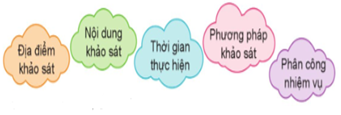 Địa điểm
khảo sát
Nội dung
khảo sát
Thời gian
thực hiện
Phương pháp
khảo sát
Phân công
nhiệm vụ